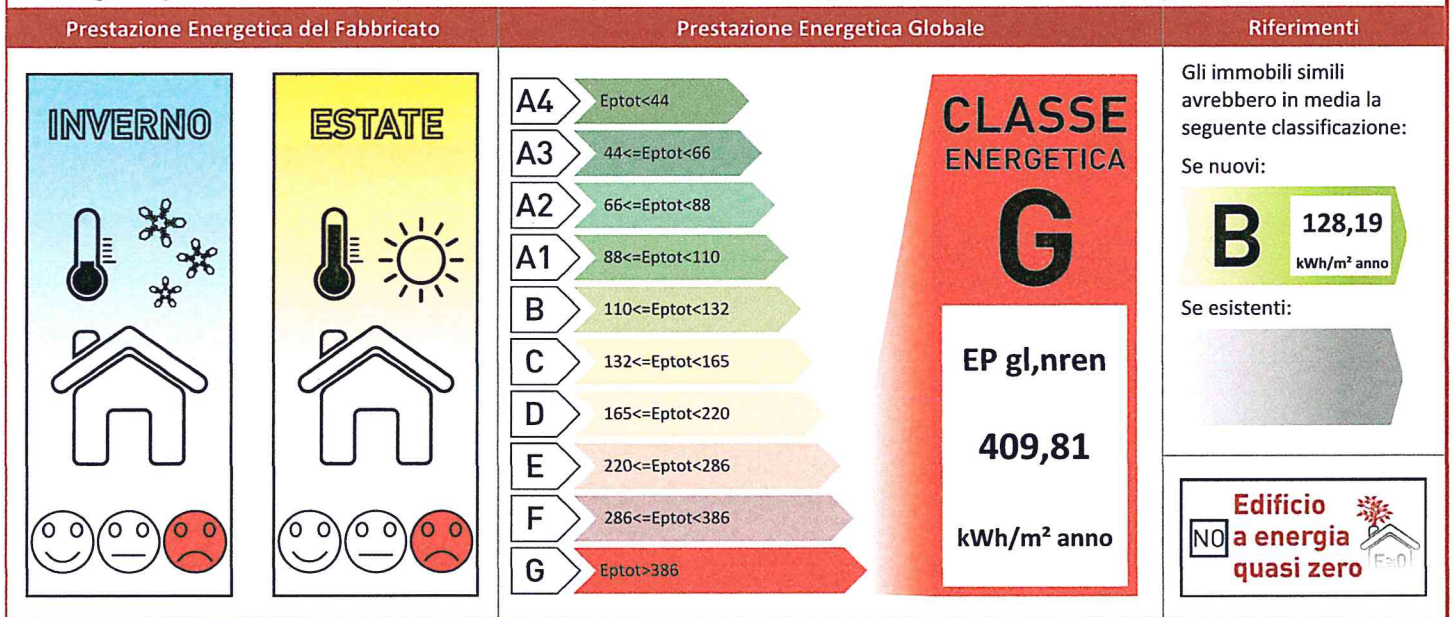 Prestazione Energetica del Fabbricato
Prestazione Energetica Globale
Riferimenti
INVERNO
ESTATE
A4 Eptot<44
A3 44<=Eptot<66
A2 66<=Eptot<88
A1 88<=Eptot<110
B 110<=Eptot<132
C 132<=Eptot<165
D 165<=Eptot<220
E 220<=Eptot<286
F 286<=Eptot<386
G Eptot>386
CLASSE
ENERGETICA
G
EP gl,nren
409,81
kWh/m² anno
Gli immobili simili
avrebbero in media la
seguente classificazione:
Se nuovi:
B 128,19
kWh/m² anno
Se esistenti:
Edificio
NO a energia
quasi zero